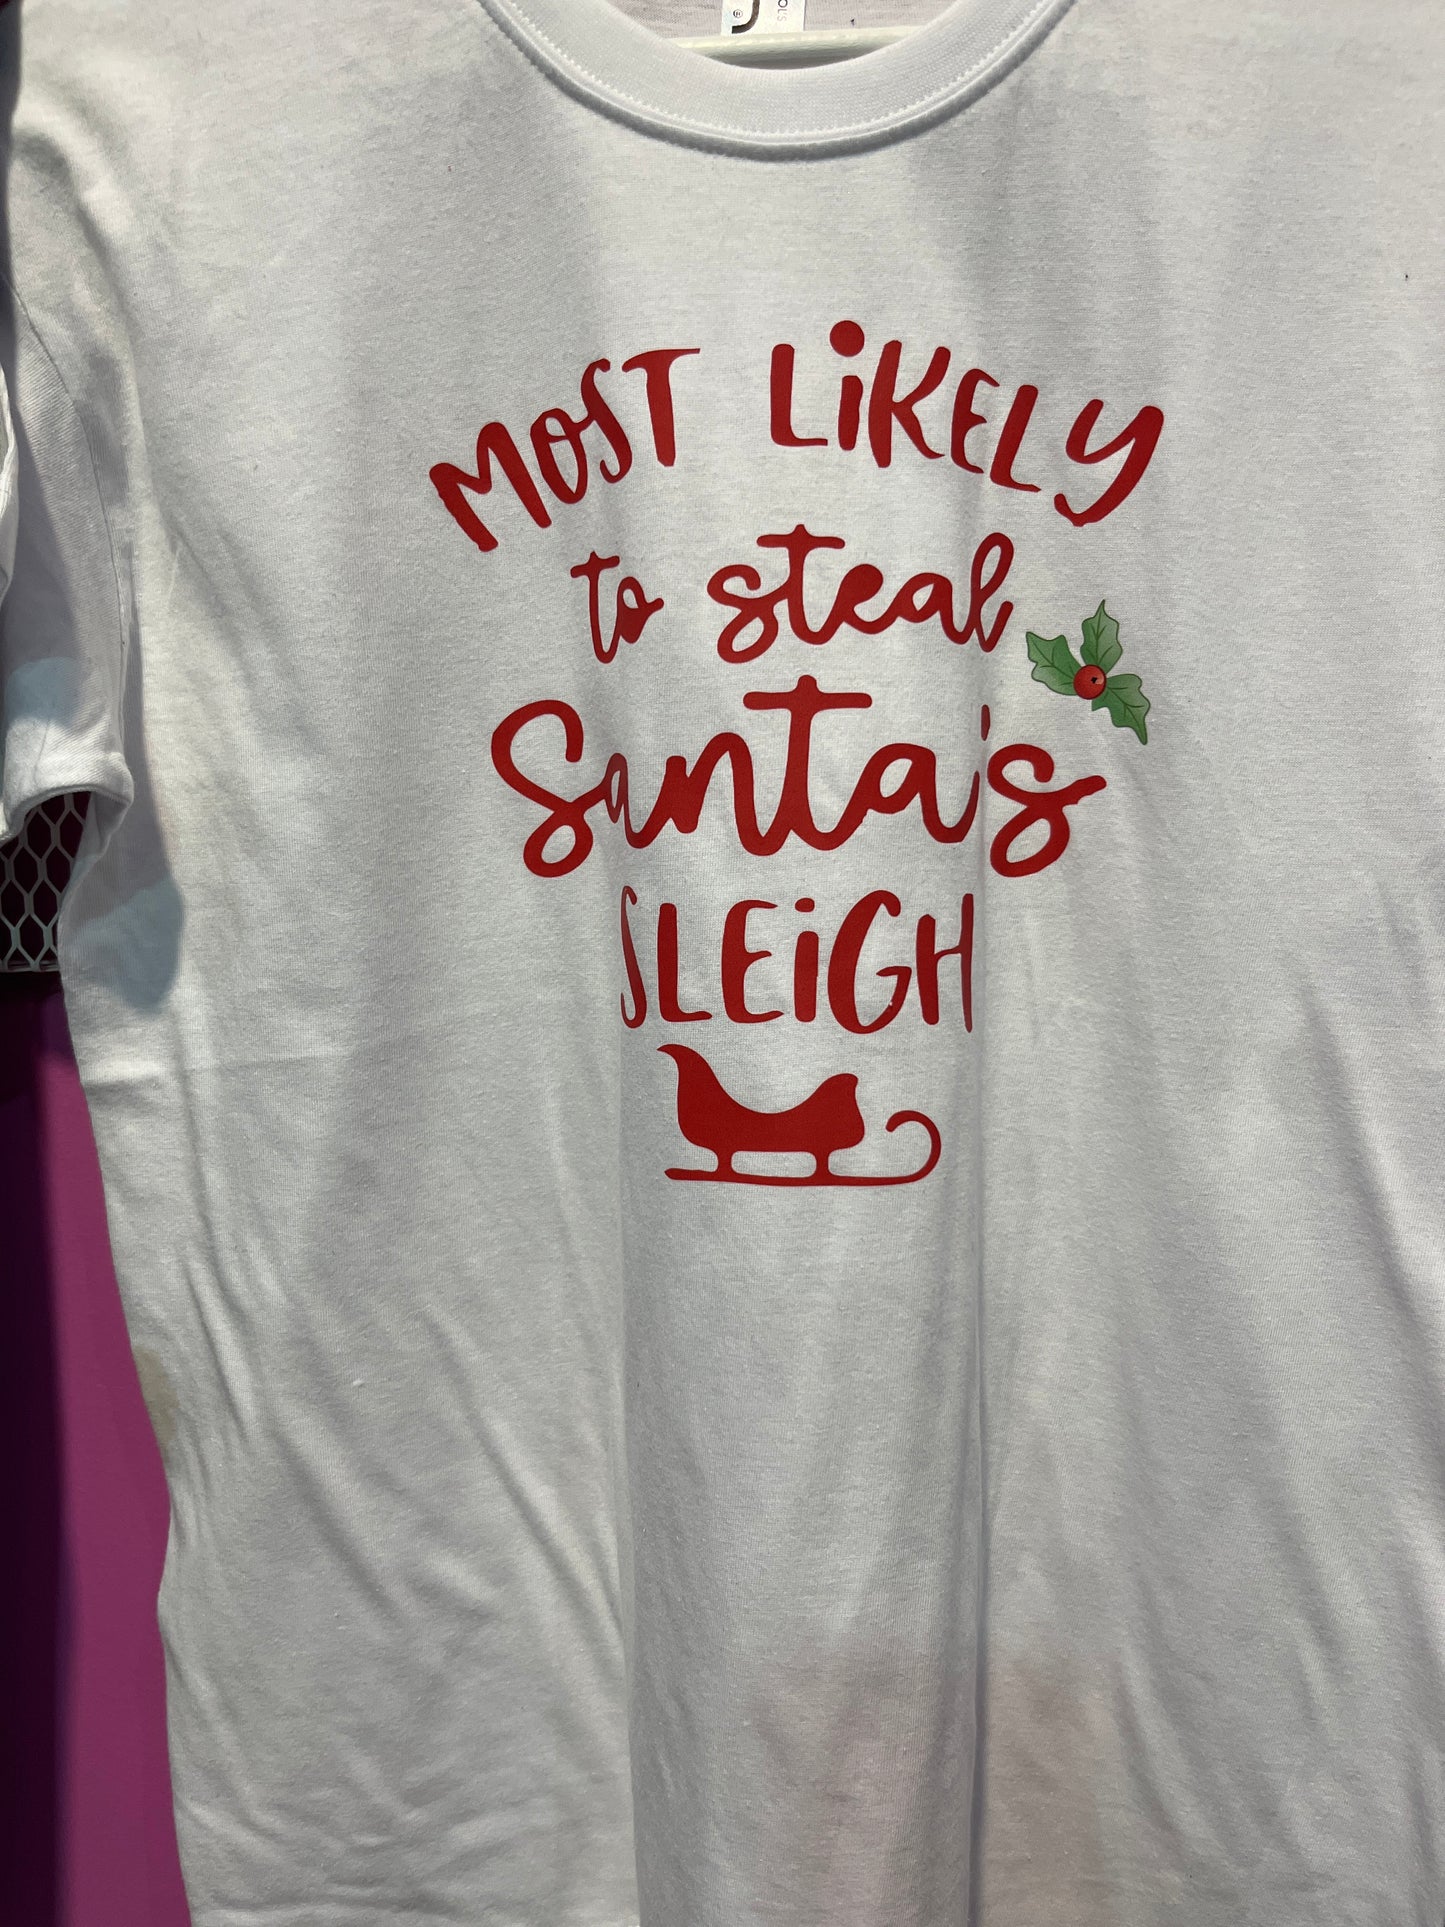 MOST LiKELY
to steal
Santa's
SLEiGH